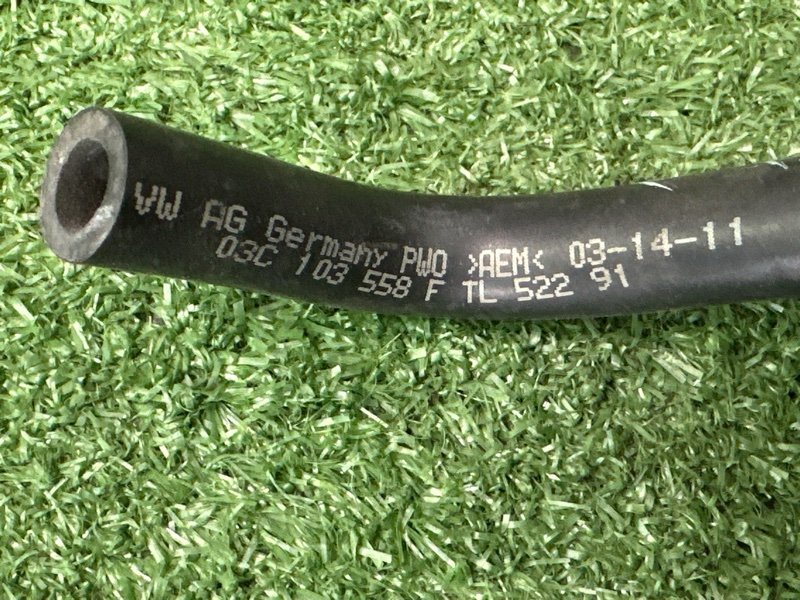 VW AG Germany PWO >AEM< 03-14-11
03C 103 558 F TL 522 91